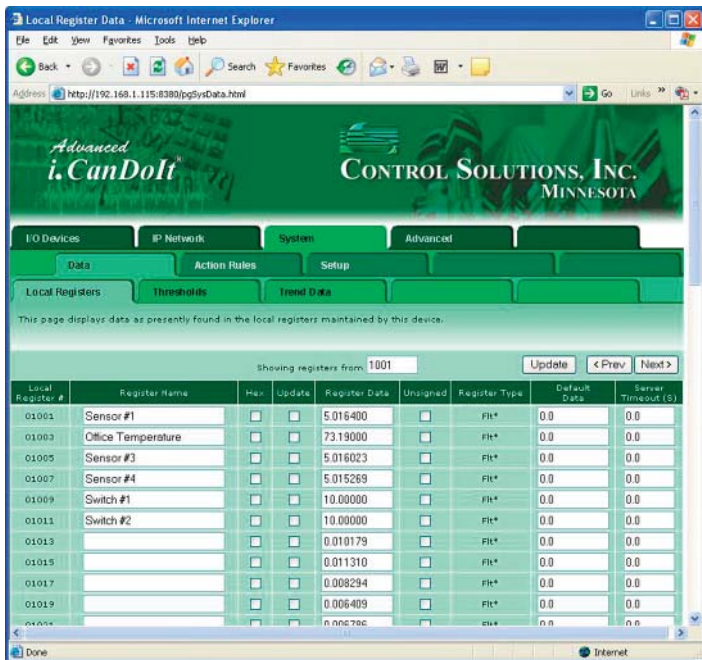 Local Register Data - Microsoft Internet Explorer
File Edit View Favorites Tools Help
Back Search Favorites
Address http://192.168.1.115:8380/pgSysData.html Go Links »
Advanced
i.CanDoIt®
CONTROL SOLUTIONS, INC.
MINNESOTA
I/O Devices IP Network System Advanced
Data Action Rules Setup
Local Registers Thresholds Trend Data
This page displays data as presently found in the local registers maintained by this device.
Showing registers from 1001 Update <Prev Next>
Local Register # Register Name Hex Update Register Data Unsigned Register Type Default Data Server Timeout (S)
01001 Sensor #1 5.016400 Flt* 0.0 0.0
01003 Office Temperature 73.19000 Flt* 0.0 0.0
01005 Sensor #3 5.016023 Flt* 0.0 0.0
01007 Sensor #4 5.015269 Flt* 0.0 0.0
01009 Switch #1 10.00000 Flt* 0.0 0.0
01011 Switch #2 10.00000 Flt* 0.0 0.0
01013 0.010179 Flt* 0.0 0.0
01015 0.011310 Flt* 0.0 0.0
01017 0.008294 Flt* 0.0 0.0
01019 0.006409 Flt* 0.0 0.0
01021 0.006786 Flt* 0.0 0.0
Done Internet